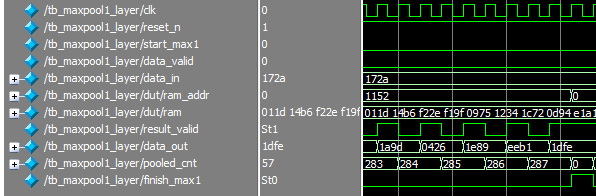 /tb_maxpool1_layer/clk 0
/tb_maxpool1_layer/reset_n 1
/tb_maxpool1_layer/start_max1 0
/tb_maxpool1_layer/data_valid 0
/tb_maxpool1_layer/data_in 172a 172a
/tb_maxpool1_layer/dut/ram_addr 0 1152 0
/tb_maxpool1_layer/dut/ram 011d 14b6 f22e f19f 011d 14b6 f22e f19f 0975 1234 1c72 0d94 e1a1
/tb_maxpool1_layer/result_valid St1
/tb_maxpool1_layer/data_out 1dfe 1a9d 0426 1e89 eeb1 1dfe
/tb_maxpool1_layer/pooled_cnt 57 283 284 285 286 287 0
/tb_maxpool1_layer/finish_max1 St0